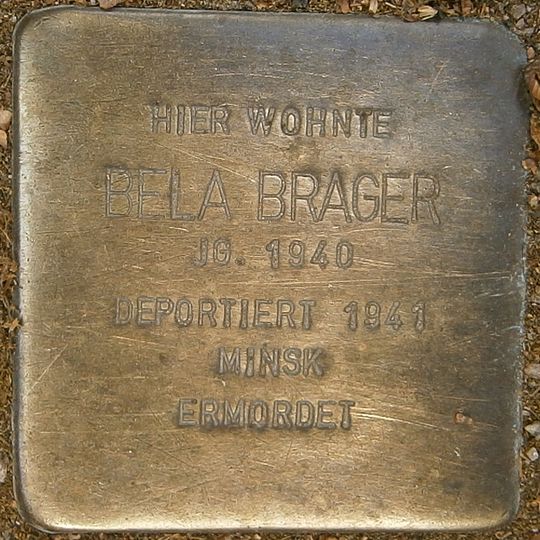 HIER WOHNTE
BELA BRAGER
JG. 1940
DEPORTIERT 1941
MINSK
ERMORDET